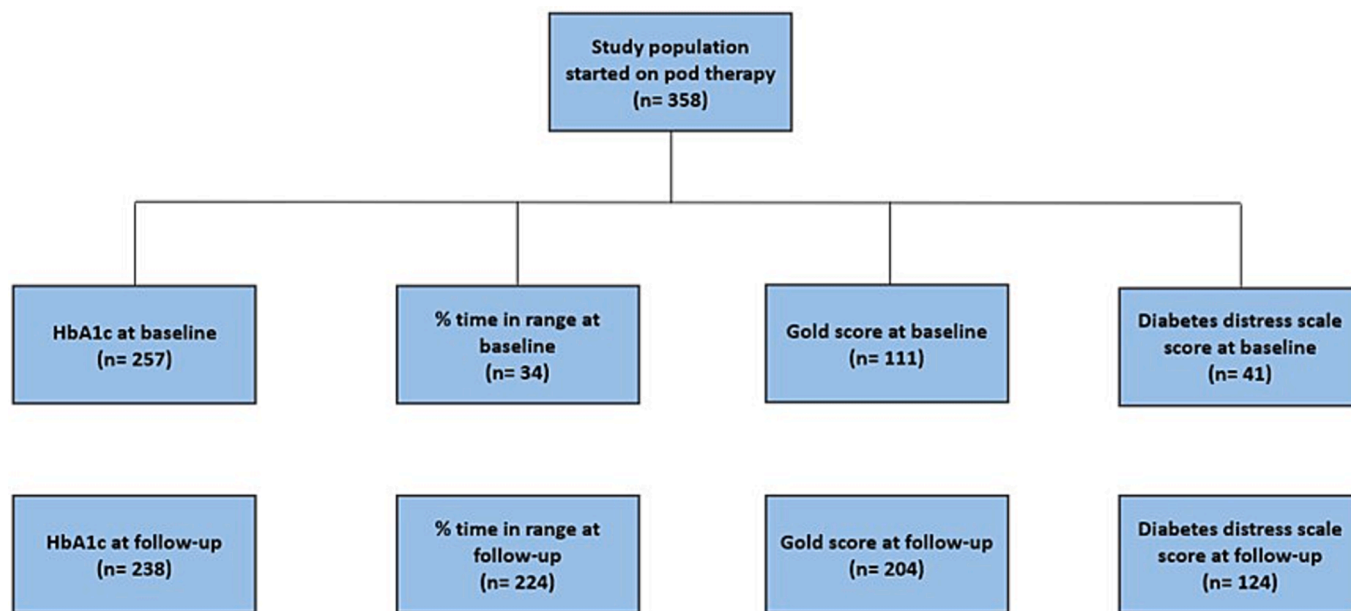 Study population
started on pod therapy
(n= 358)
HbA1c at baseline
(n= 257)
% time in range at
baseline
(n= 34)
Gold score at baseline
(n= 111)
Diabetes distress scale
score at baseline
(n= 41)
HbA1c at follow-up
(n= 238)
% time in range at
follow-up
(n= 224)
Gold score at follow-up
(n= 204)
Diabetes distress scale
score at follow-up
(n= 124)